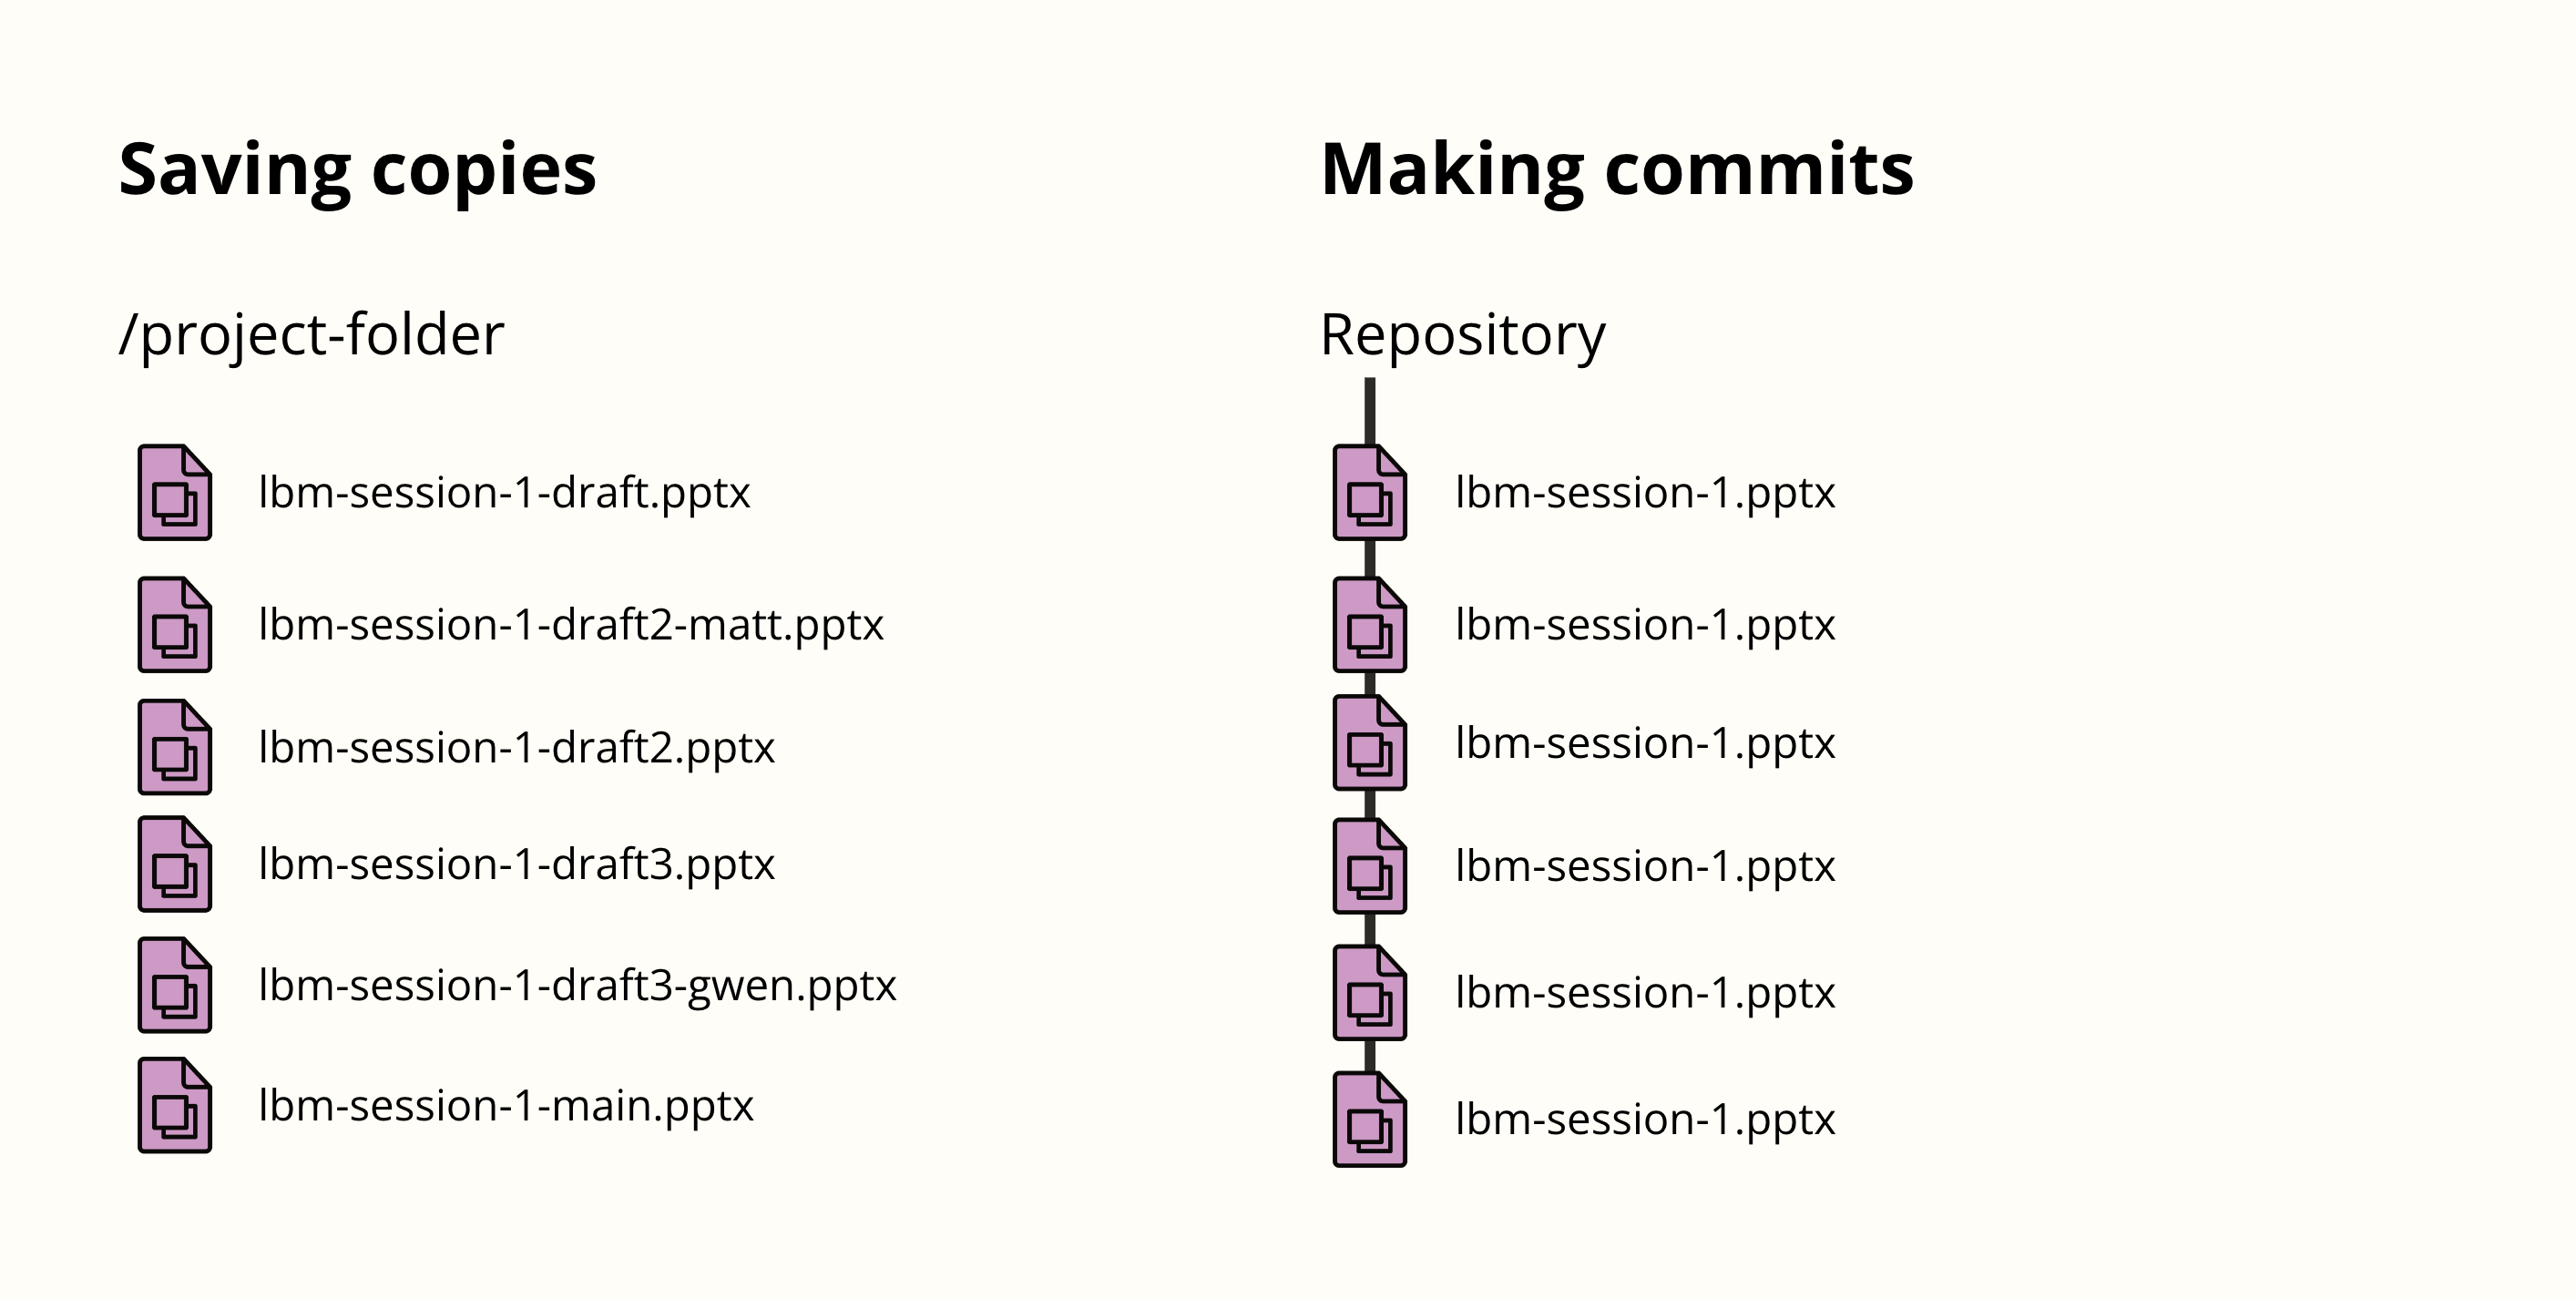 Saving copies
/project-folder
lbm-session-1-draft.pptx
lbm-session-1-draft2-matt.pptx
lbm-session-1-draft2.pptx
lbm-session-1-draft3.pptx
lbm-session-1-draft3-gwen.pptx
lbm-session-1-main.pptx
Making commits
Repository
lbm-session-1.pptx
lbm-session-1.pptx
lbm-session-1.pptx
lbm-session-1.pptx
lbm-session-1.pptx
lbm-session-1.pptx